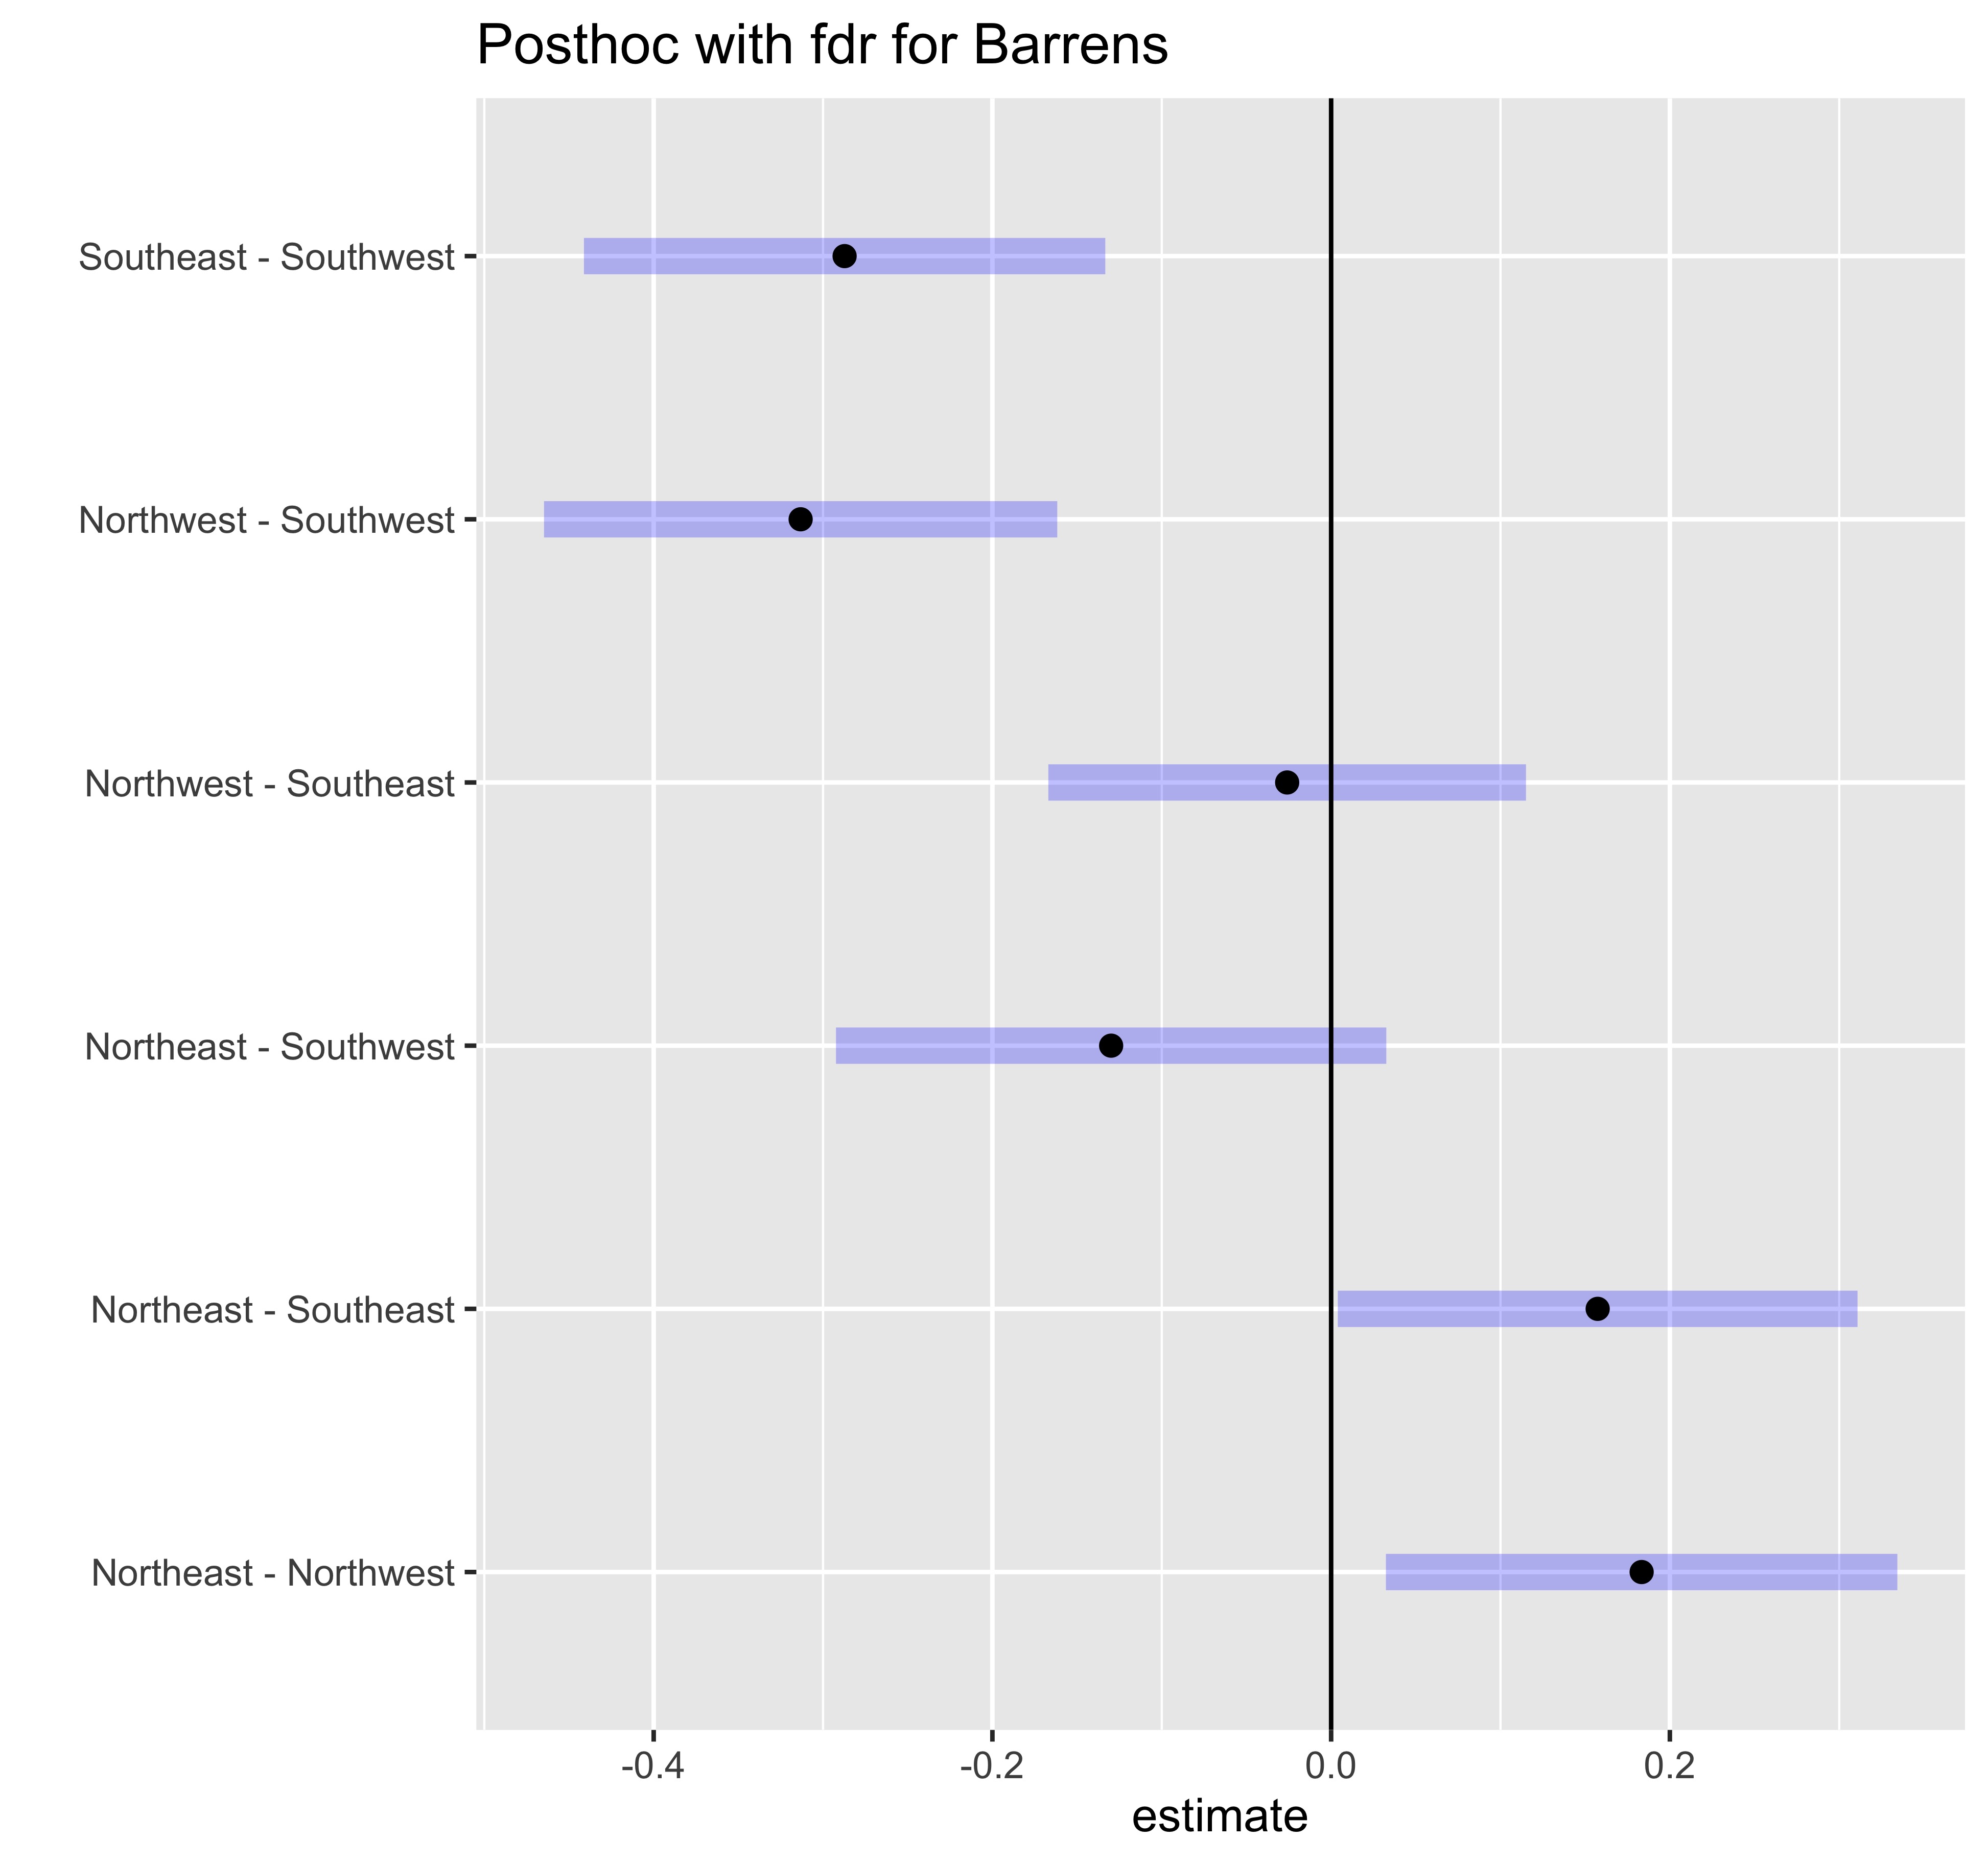 Posthoc with fdr for Barrens
Southeast - Southwest
Northwest - Southwest
Northwest - Southeast
Northeast - Southwest
Northeast - Southeast
Northeast - Northwest
-0.4 -0.2 0.0 0.2
estimate